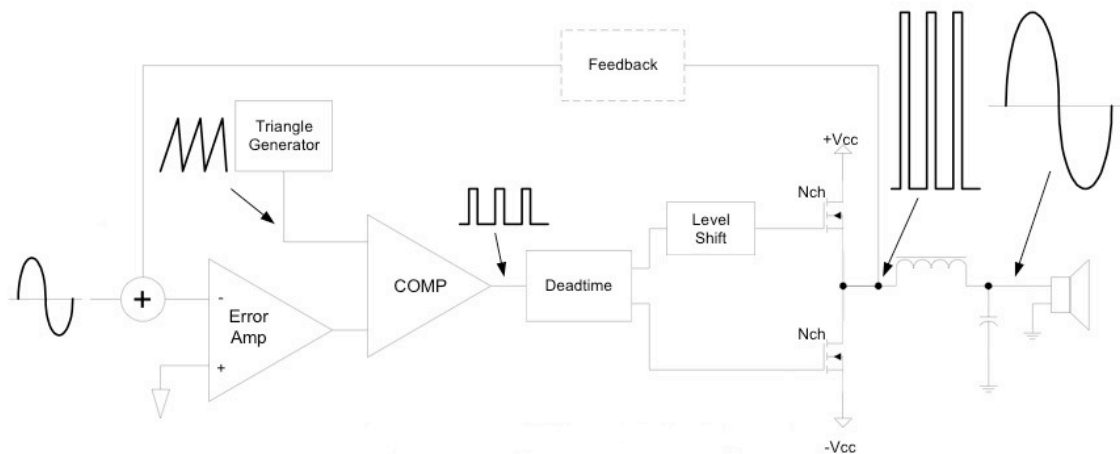 Feedback
Triangle
Generator
+Vcc
Nch
Level
Shift
COMP
Deadtime
+
-
Error
Amp
+
Nch
-Vcc